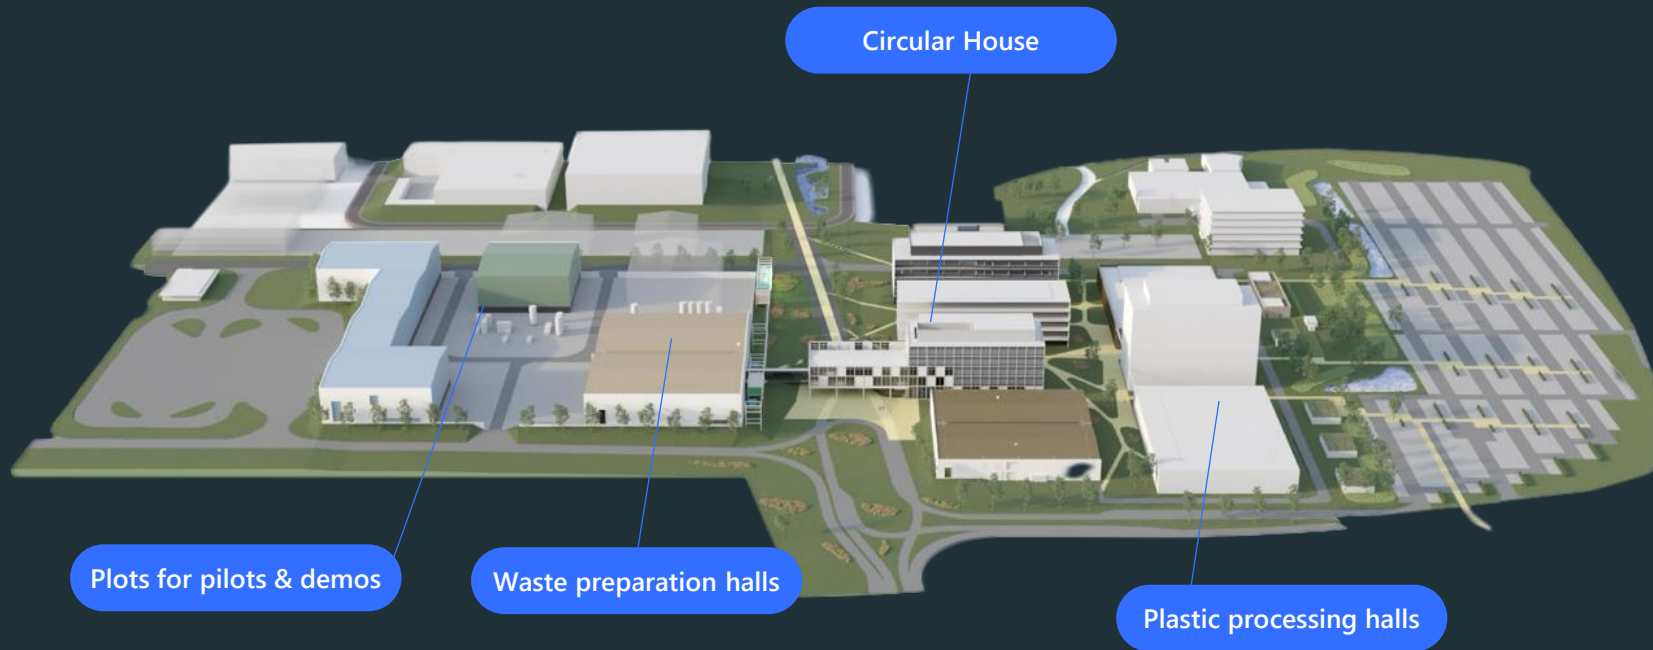 Circular House
Plots for pilots & demos
Waste preparation halls
Plastic processing halls